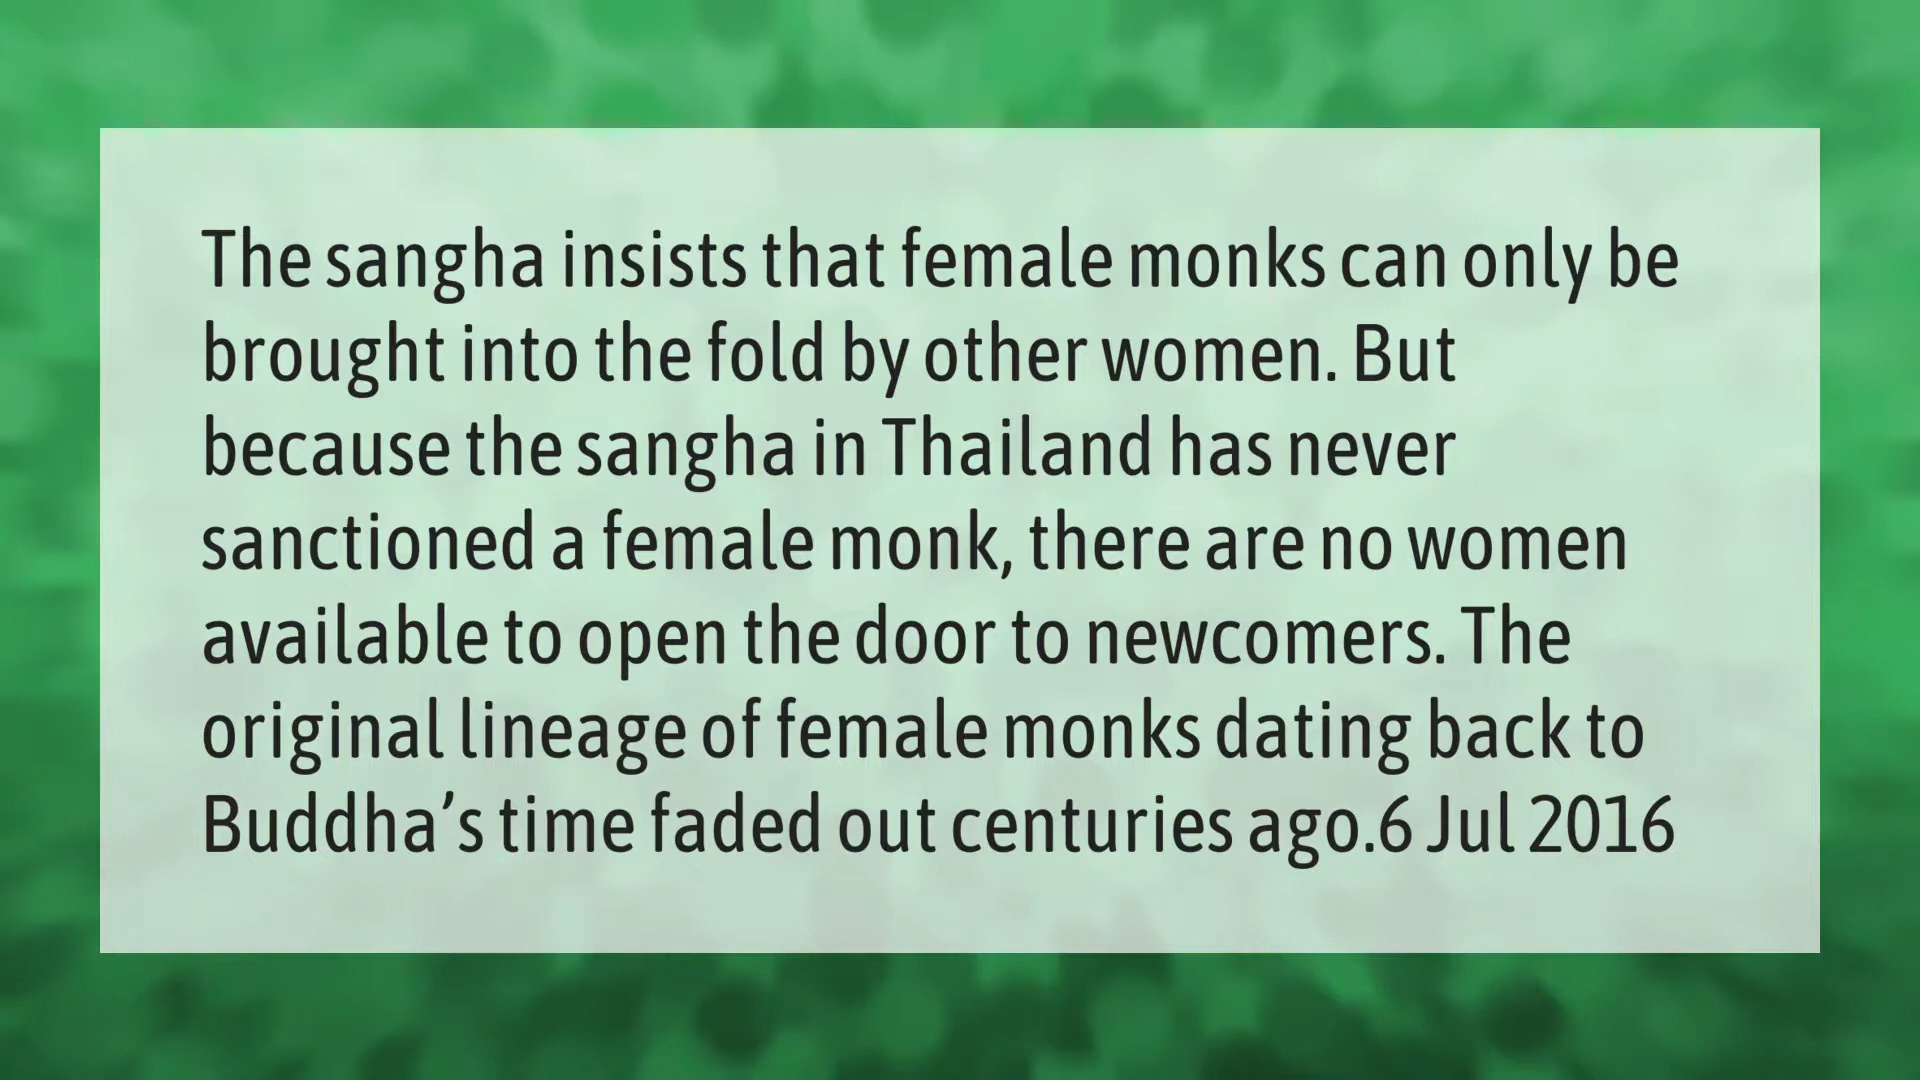 The sangha insists that female monks can only be
brought into the fold by other women. But
because the sangha in Thailand has never
sanctioned a female monk, there are no women
available to open the door to newcomers. The
original lineage of female monks dating back to
Buddha’s time faded out centuries ago.6 Jul 2016